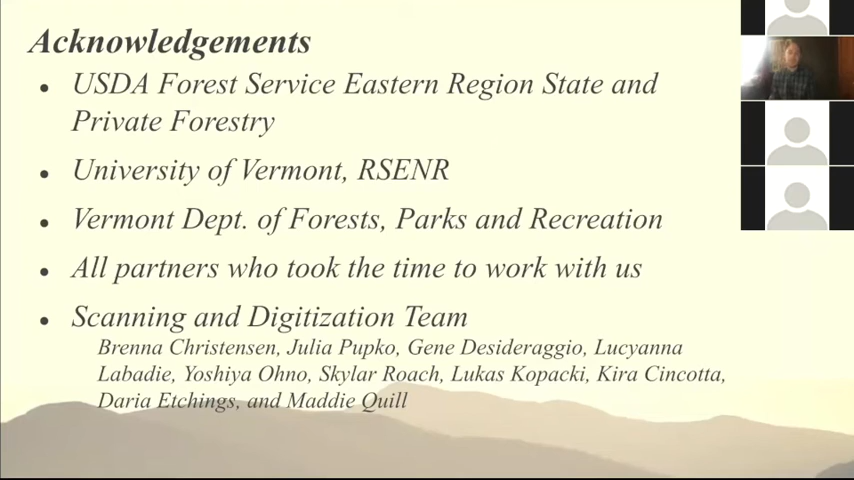 Acknowledgements
• USDA Forest Service Eastern Region State and
Private Forestry
• University of Vermont, RSENR
• Vermont Dept. of Forests, Parks and Recreation
• All partners who took the time to work with us
• Scanning and Digitization Team
Brenna Christensen, Julia Pupko, Gene Desideraggio, Lucyanna
Labadie, Yoshiya Ohno, Skylar Roach, Lukas Kopacki, Kira Cincotta,
Daria Etchings, and Maddie Quill